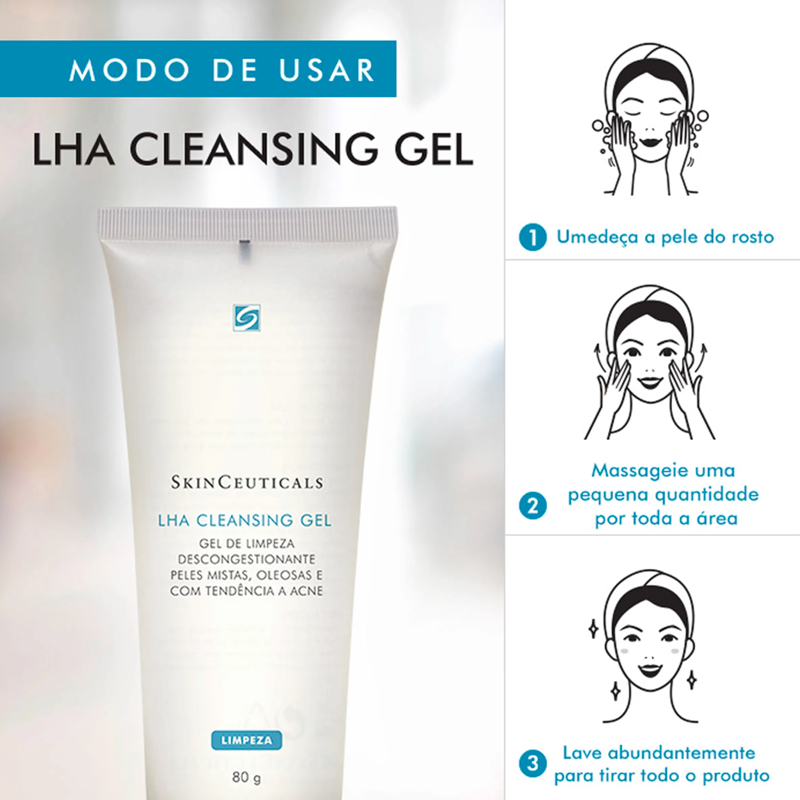 MODO DE USAR
LHA CLEANSING GEL
SKINCEUTICALS
LHA CLEANSING GEL
GEL DE LIMPEZA
DESCONGESTIONANTE
PELES MISTAS, OLEOSAS E
COM TENDÊNCIA A ACNE
LIMPEZA
80 g
1 Umedeça a pele do rosto
Massageie uma
2 pequena quantidade
por toda a área
3 Lave abundantemente
para tirar todo o produto